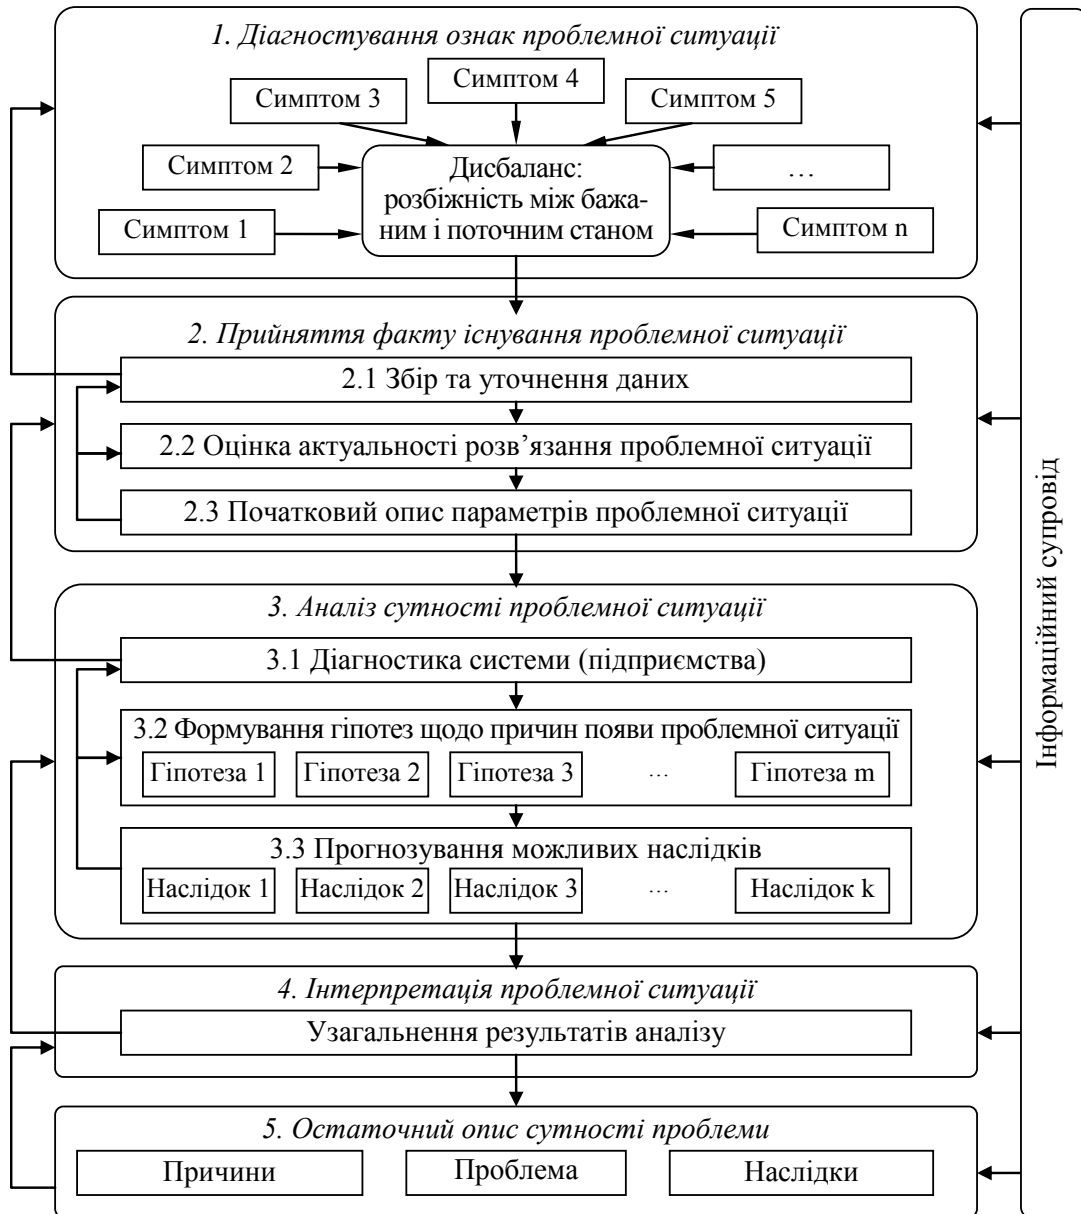 1. Діагностування ознак проблемної ситуації
Симптом 4
Симптом 3
Симптом 5
Симптом 2
Дисбаланс:
розбіжність між бажа-
ним і поточним станом
…
Симптом 1
Симптом n
2. Прийняття факту існування проблемної ситуації
2.1 Збір та уточнення даних
2.2 Оцінка актуальності розв’язання проблемної ситуації
2.3 Початковий опис параметрів проблемної ситуації
3. Аналіз сутності проблемної ситуації
3.1 Діагностика системи (підприємства)
3.2 Формування гіпотез щодо причин появи проблемної ситуації
Гіпотеза 1 Гіпотеза 2 Гіпотеза 3 … Гіпотеза m
3.3 Прогнозування можливих наслідків
Наслідок 1 Наслідок 2 Наслідок 3 … Наслідок k
4. Інтерпретація проблемної ситуації
Узагальнення результатів аналізу
5. Остаточний опис сутності проблеми
Причини Проблема Наслідки
Інформаційний супровід